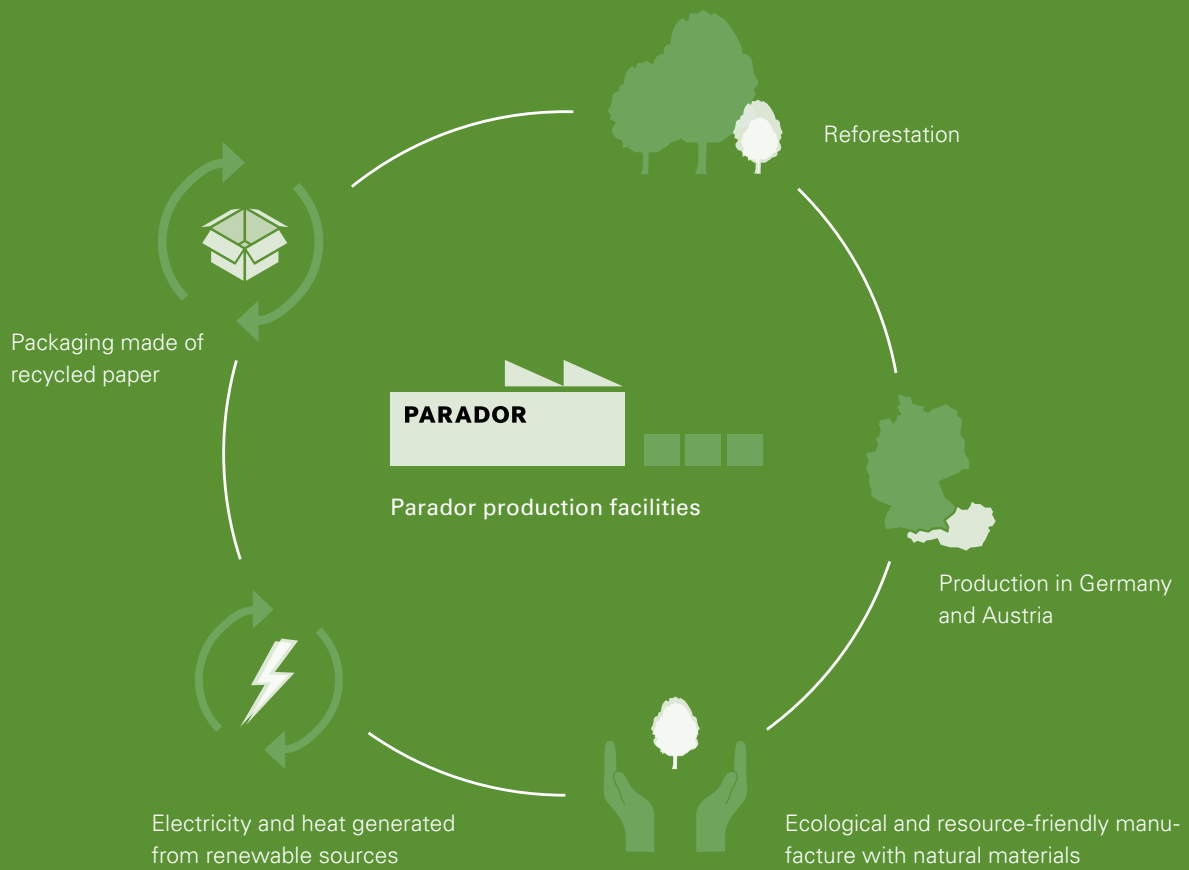 Reforestation
Packaging made of
recycled paper
PARADOR
Parador production facilities
Production in Germany
and Austria
Electricity and heat generated
from renewable sources
Ecological and resource-friendly manu-
facture with natural materials